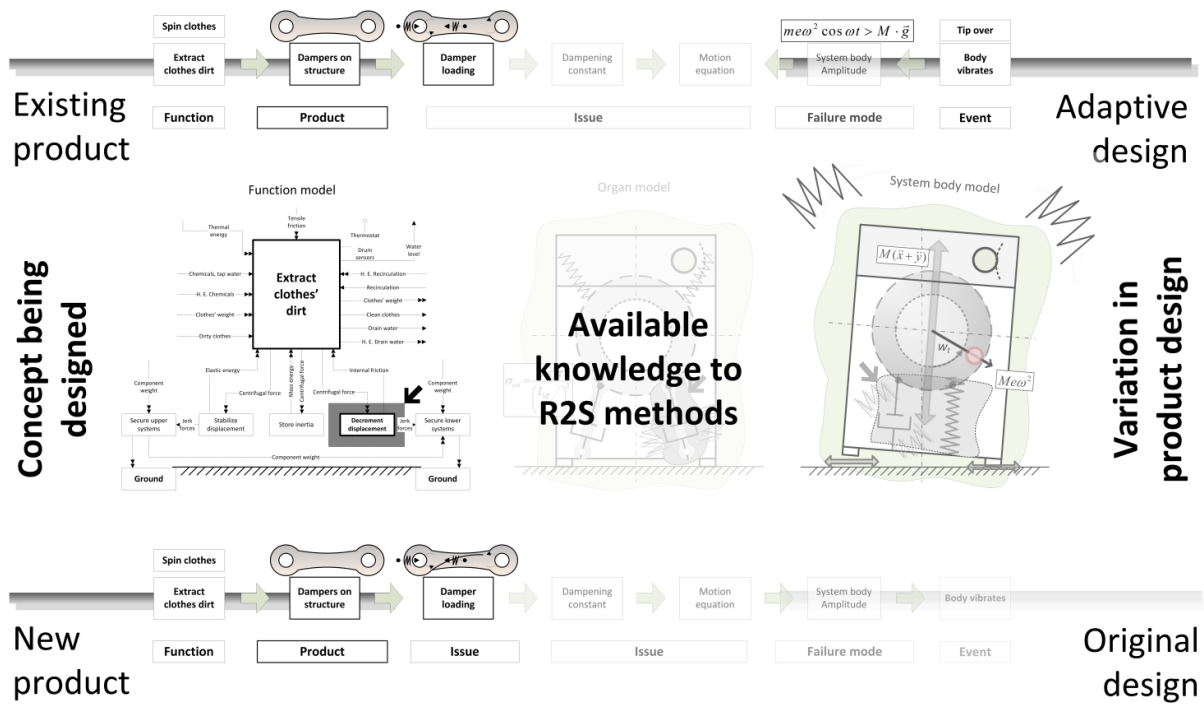 Spin clothes
meω² cos ωt > M · g⃗
Tip over
Extract
clothes dirt
Dampers on
structure
Damper
loading
Dampening
constant
Motion
equation
System body
Amplitude
Body
vibrates
Existing
product
Function
Product
Issue
Failure mode
Event
Adaptive
design
Concept being
designed
Function model
Tensile
friction
Thermal
energy
Thermostat
Drum
sensors
Water
level
Extract
clothes'
dirt
Chemicals, tap water
H. E. Chemicals
Clothes' weight
Dirty clothes
H. E. Recirculation
Recirculation
Clothes' weight
Clean clothes
Drain water
H. E. Drain water
Elastic energy
Mass energy
Centrifugal force
Internal friction
Component
weight
Centrifugal force
Centrifugal force
Component
weight
Secure upper
systems
Jerk
forces
Stabilize
displacement
Store inertia
Decrement
displacement
Jerk
forces
Secure lower
systems
Component weight
Ground
Ground
Organ model
Available
knowledge to
R2S methods
System body model
M(ẍ + ÿ)
w₁
Meω²
Variation in
product design
Spin clothes
Extract
clothes dirt
Dampers on
structure
Damper
loading
Dampening
constant
Motion
equation
System body
Amplitude
Body vibrates
New
product
Function
Product
Issue
Issue
Failure mode
Event
Original
design